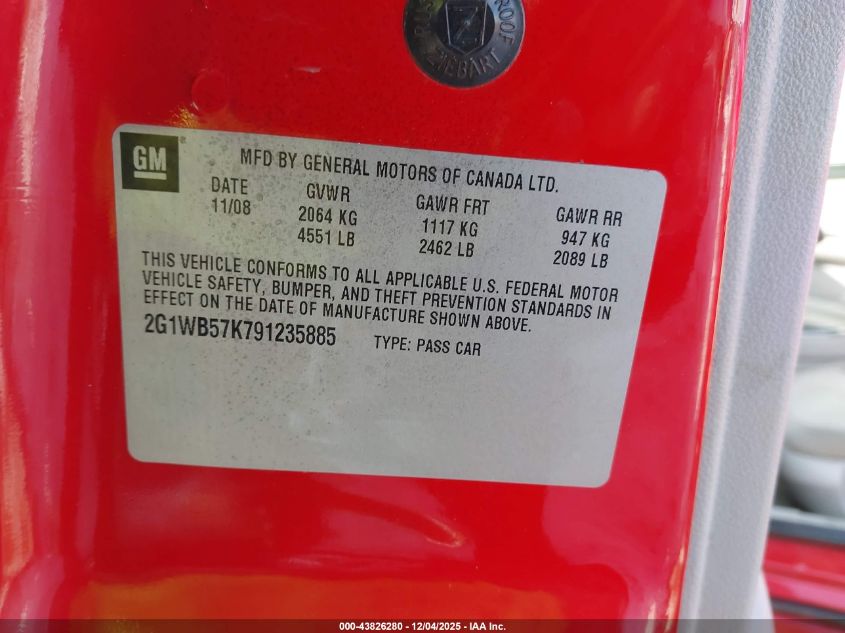 ROOF
ZIEBART
GM
MFD BY GENERAL MOTORS OF CANADA LTD.
DATE GVWR GAWR FRT GAWR RR
11/08 2064 KG 1117 KG 947 KG
4551 LB 2462 LB 2089 LB
THIS VEHICLE CONFORMS TO ALL APPLICABLE U.S. FEDERAL MOTOR
VEHICLE SAFETY, BUMPER, AND THEFT PREVENTION STANDARDS IN
EFFECT ON THE DATE OF MANUFACTURE SHOWN ABOVE.
2G1WB57K791235885 TYPE: PASS CAR
000-43826280 - 12/04/2025 - IAA Inc.